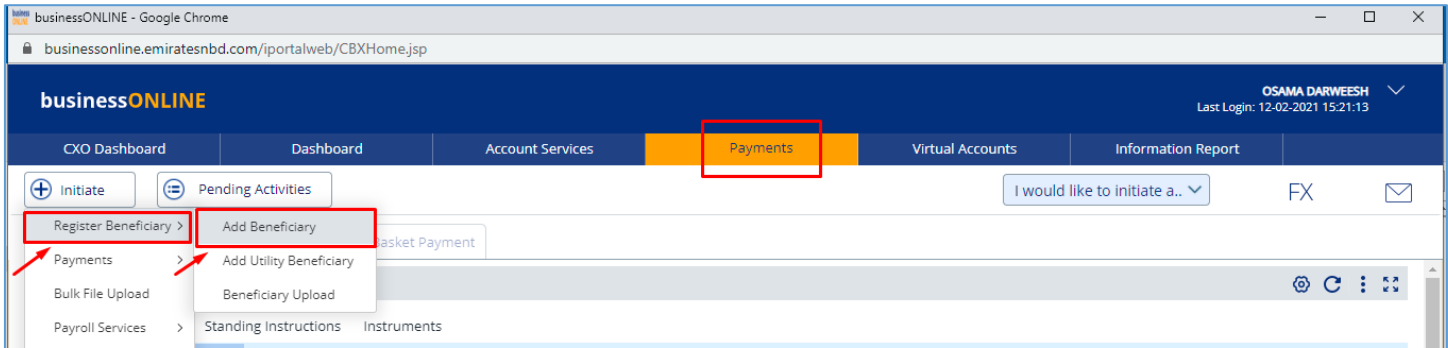 businessONLINE - Google Chrome
businessonline.emiratesnbd.com/iportalweb/CBXHome.jsp
businessONLINE
OSAMA DARWEESH
Last Login: 12-02-2021 15:21:13
CXO Dashboard Dashboard Account Services Payments Virtual Accounts Information Report
Initiate Pending Activities I would like to initiate a.. FX
Register Beneficiary > Add Beneficiary
Basket Payment
Payments > Add Utility Beneficiary
Bulk File Upload Beneficiary Upload
Payroll Services > Standing Instructions Instruments